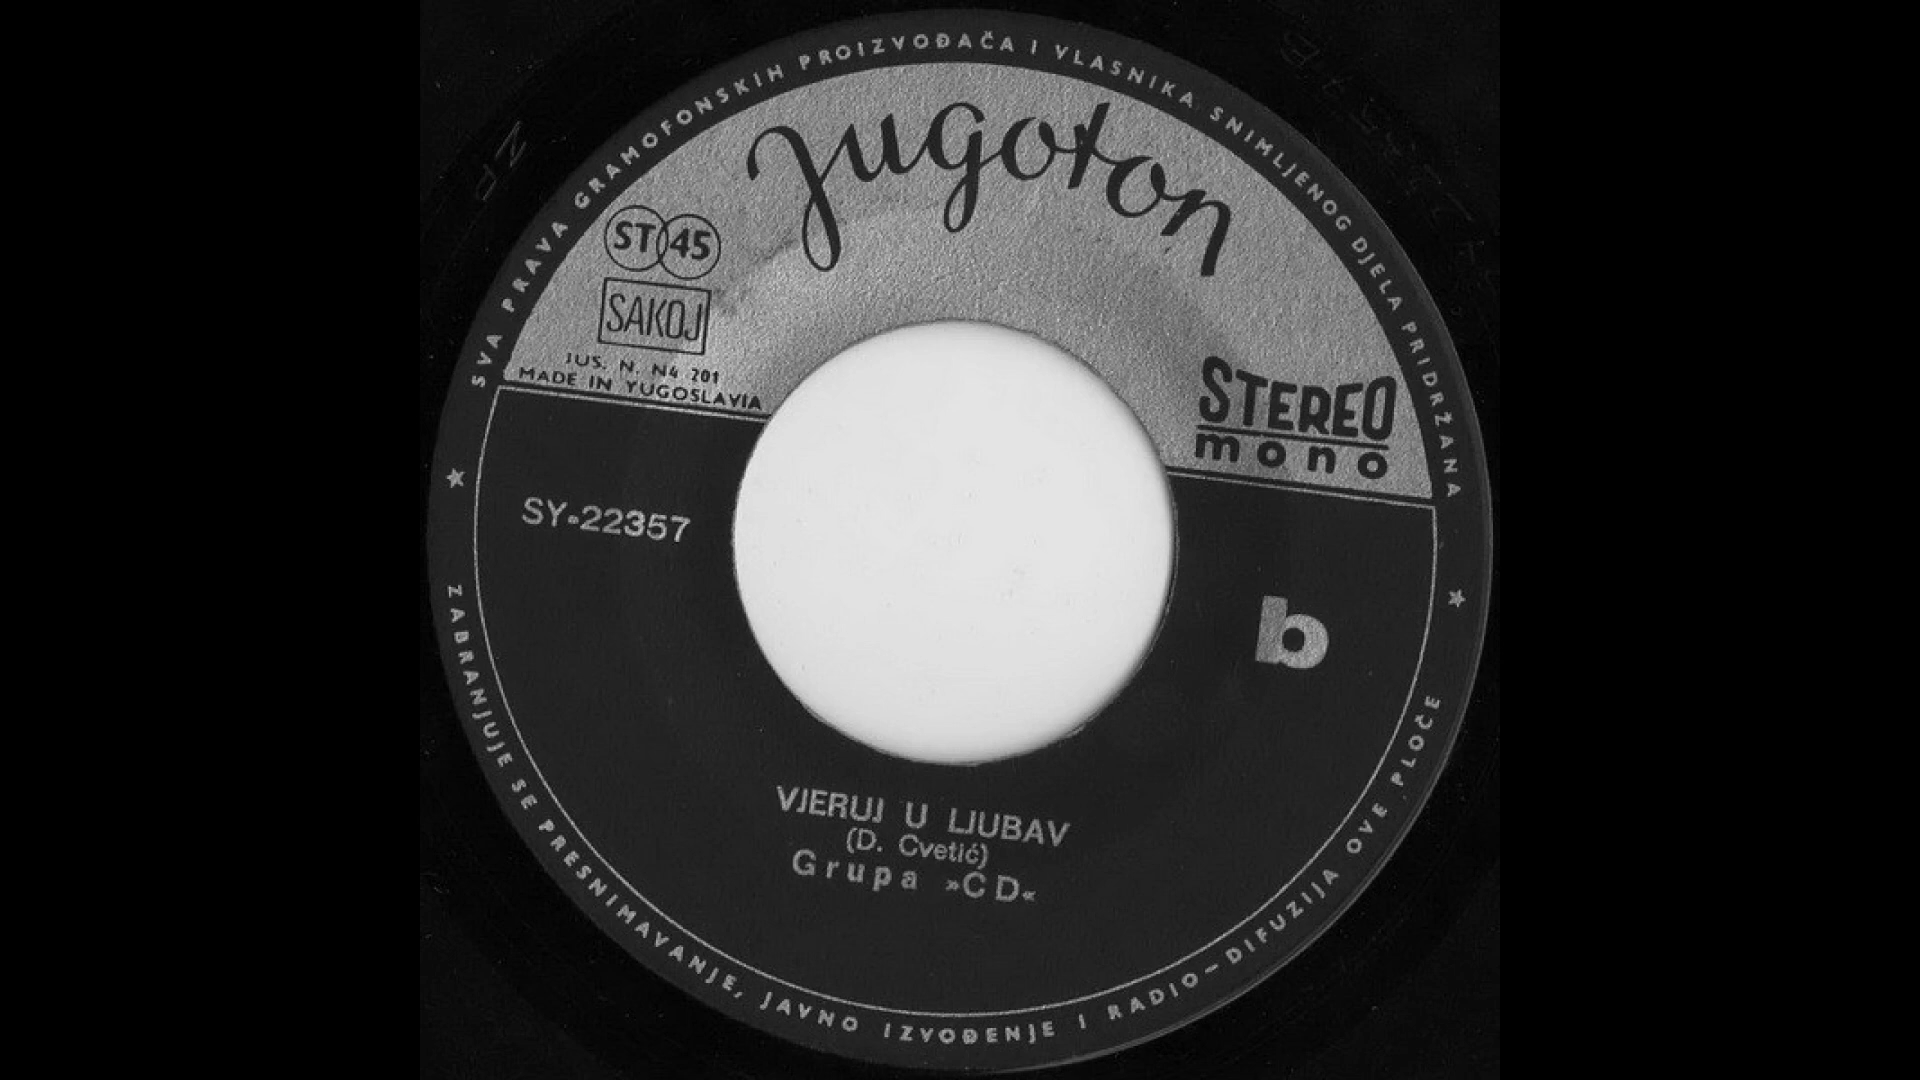 SVA PRAVA GRAMOFONSKIH PROIZVOĐAČA I VLASNIKA SNIMLJENOG DJELA PRIDRŽANA
jugoton
ST 45
SAKOJ
JUS. N. N4 201
MADE IN YUGOSLAVIA
STEREO
mono
SY-22357
b
VJERUJ U LJUBAV
(D. Cvetić)
Grupa »CD«
ZABRANJUJE SE PRESNIMAVANJE, JAVNO IZVOĐENJE I RADIO-DIFUZIJA OVE PLOČE